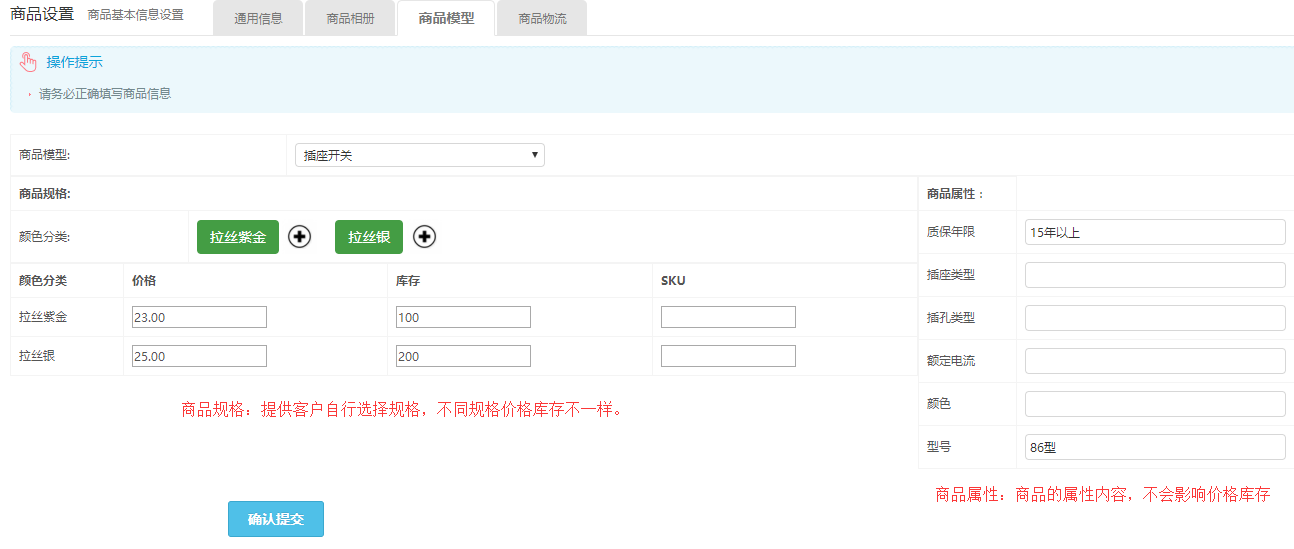 商品设置 商品基本信息设置 通用信息 商品相册 商品模型 商品物流
操作提示
请务必正确填写商品信息
商品模型: 插座开关
商品规格: 商品属性：
颜色分类: 拉丝紫金 拉丝银 质保年限 15年以上
颜色分类 价格 库存 SKU 插座类型
拉丝紫金 23.00 100 插孔类型
拉丝银 25.00 200 额定电流
商品规格：提供客户自行选择规格，不同规格价格库存不一样。 颜色
型号 86型
商品属性：商品的属性内容，不会影响价格库存
确认提交